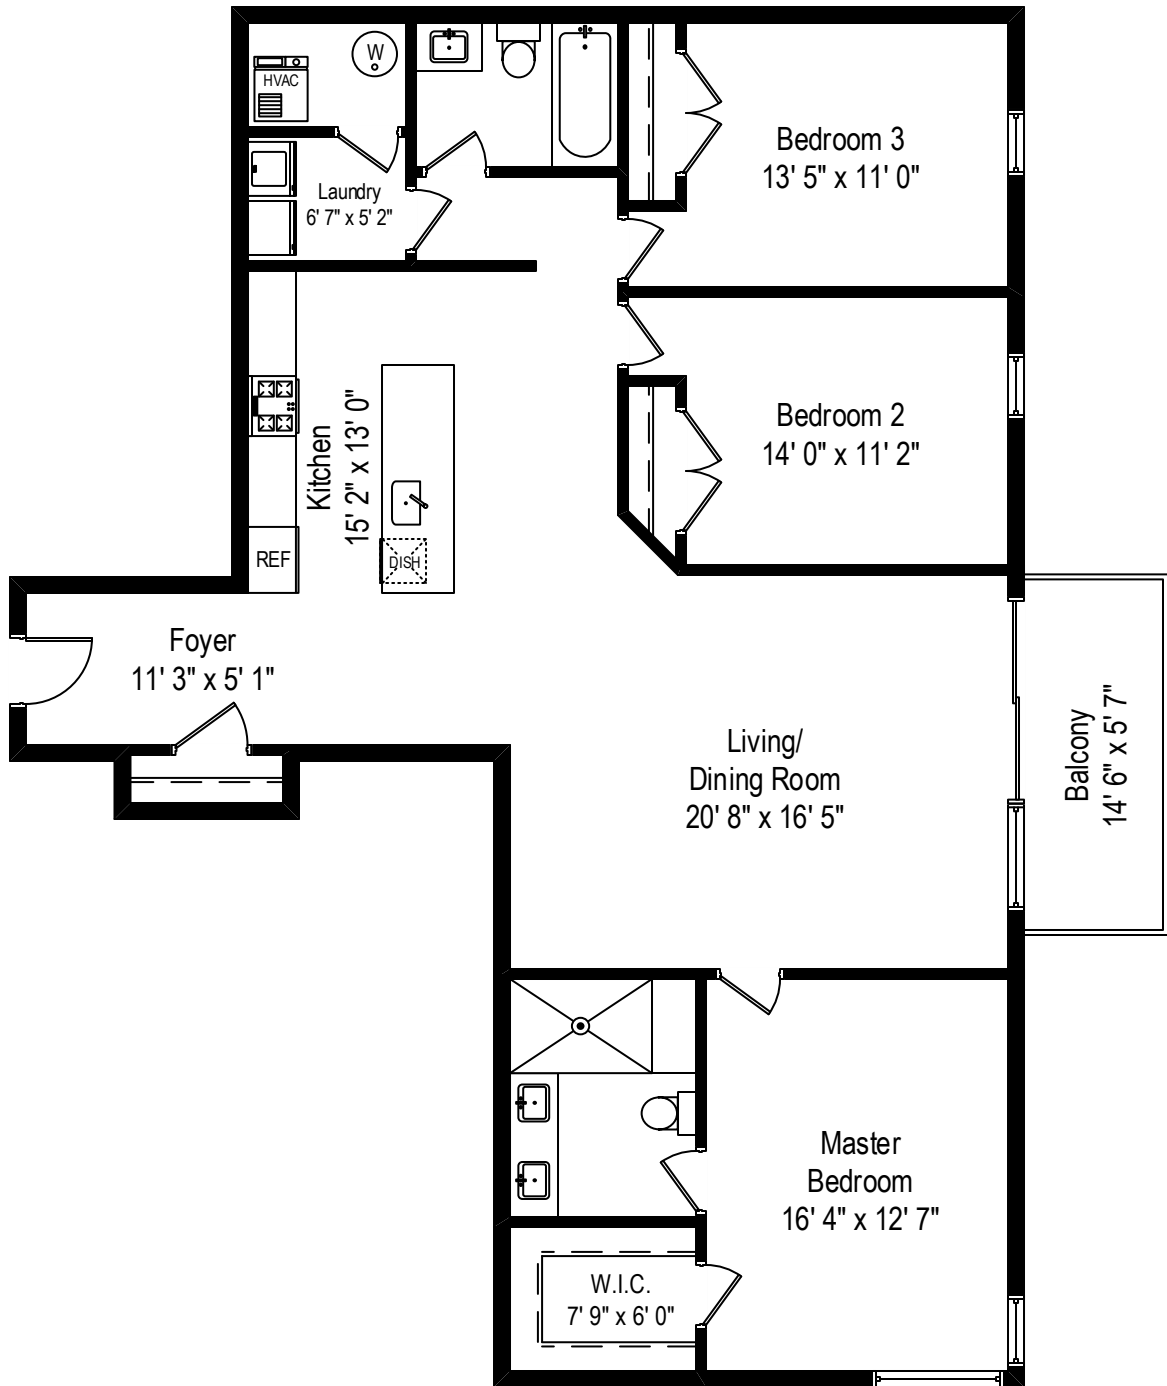 W
HVAC
Laundry
6' 7" x 5' 2"
Bedroom 3
13' 5" x 11' 0"
Bedroom 2
14' 0" x 11' 2"
Kitchen
15' 2" x 13' 0"
REF
DISH
Foyer
11' 3" x 5' 1"
Living/
Dining Room
20' 8" x 16' 5"
Balcony
14' 6" x 5' 7"
Master
Bedroom
16' 4" x 12' 7"
W.I.C.
7' 9" x 6' 0"